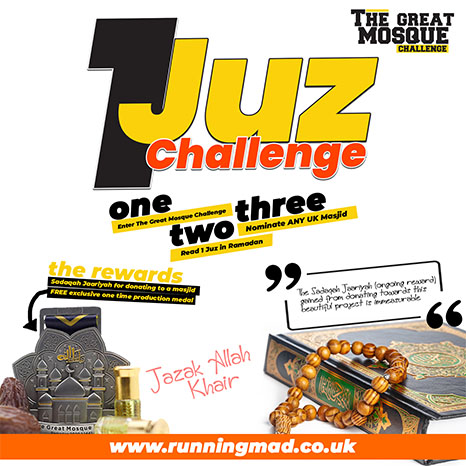 THE GREAT
MOSQUE
CHALLENGE
1Juz
Challenge
one
Enter The Great Mosque Challenge
two
Read 1 Juz in Ramadan
three
Nominate ANY UK Masjid
the rewards
Sadaqah Jaariyah for donating to a masjid
FREE exclusive one time production medal
The Sadaqah Jaariyah (ongoing reward)
gained from donating towards this
beautiful project is immeasurable
Jazak Allah
Khair
The Great Mosque
www.runningmad.co.uk